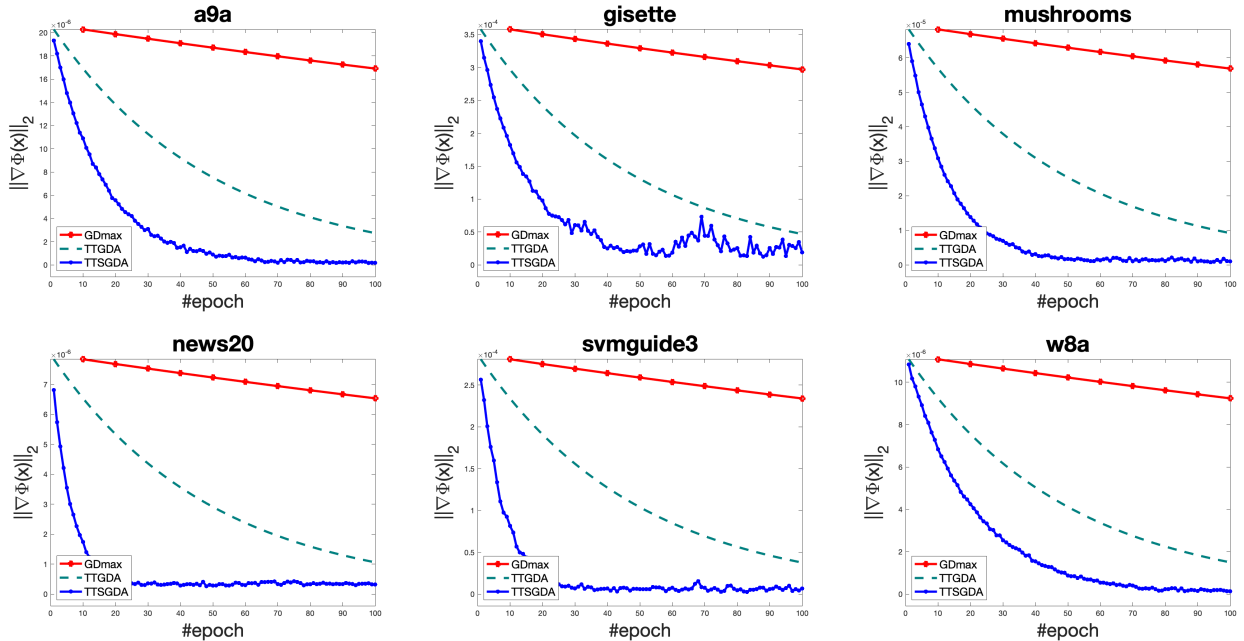 a9a
×10⁻⁶
20
18
16
14
12
10
8
6
4
2
0
||∇Φ(x)||₂
GDmax
TTGDA
TTSGDA
0 10 20 30 40 50 60 70 80 90 100
#epoch
gisette
×10⁻⁴
3.5
3
2.5
2
1.5
1
0.5
0
||∇Φ(x)||₂
GDmax
TTGDA
TTSGDA
0 10 20 30 40 50 60 70 80 90 100
#epoch
mushrooms
×10⁻⁵
6
5
4
3
2
1
0
||∇Φ(x)||₂
GDmax
TTGDA
TTSGDA
0 10 20 30 40 50 60 70 80 90 100
#epoch
news20
×10⁻⁶
7
6
5
4
3
2
1
0
||∇Φ(x)||₂
GDmax
TTGDA
TTSGDA
0 10 20 30 40 50 60 70 80 90 100
#epoch
svmguide3
×10⁻⁴
2.5
2
1.5
1
0.5
0
||∇Φ(x)||₂
GDmax
TTGDA
TTSGDA
0 10 20 30 40 50 60 70 80 90 100
#epoch
w8a
×10⁻⁶
10
8
6
4
2
0
||∇Φ(x)||₂
GDmax
TTGDA
TTSGDA
0 10 20 30 40 50 60 70 80 90 100
#epoch